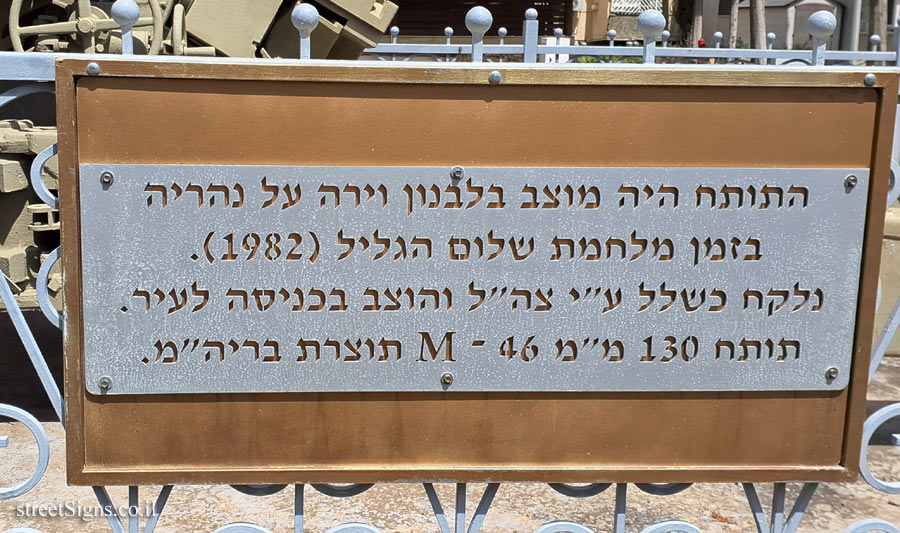 התותח היה מוצב בלבנון וירה על נהריה
בזמן מלחמת שלום הגליל (1982).
נלקח כשלל ע״י צה״ל והוצב בכניסה לעיר.
תותח 130 מ״מ M - 46 תוצרת בריה״מ.
streetSigns.co.il